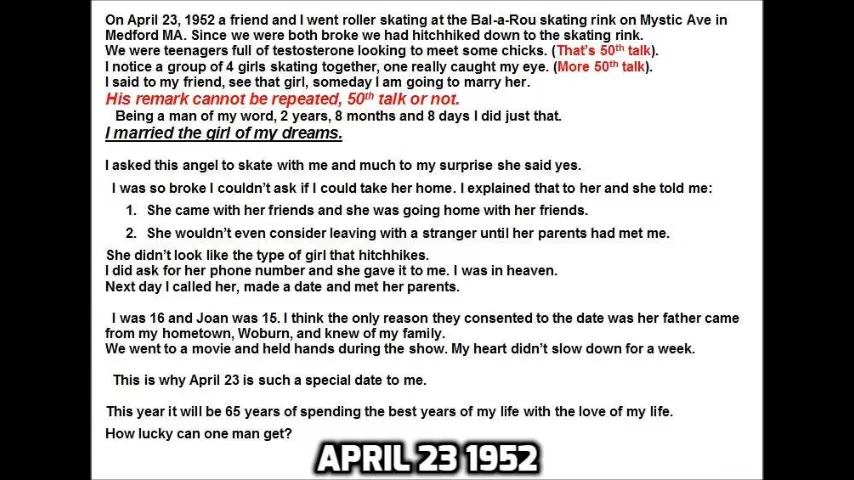 On April 23, 1952 a friend and I went roller skating at the Bal-a-Rou skating rink on Mystic Ave in
Medford MA. Since we were both broke we had hitchhiked down to the skating rink.
We were teenagers full of testosterone looking to meet some chicks. (That's 50th talk).
I notice a group of 4 girls skating together, one really caught my eye. (More 50th talk).
I said to my friend, see that girl, someday I am going to marry her.
His remark cannot be repeated, 50th talk or not.
Being a man of my word, 2 years, 8 months and 8 days I did just that.
I married the girl of my dreams.
I asked this angel to skate with me and much to my surprise she said yes.
I was so broke I couldn't ask if I could take her home. I explained that to her and she told me:
1. She came with her friends and she was going home with her friends.
2. She wouldn't even consider leaving with a stranger until her parents had met me.
She didn't look like the type of girl that hitchhikes.
I did ask for her phone number and she gave it to me. I was in heaven.
Next day I called her, made a date and met her parents.
I was 16 and Joan was 15. I think the only reason they consented to the date was her father came
from my hometown, Woburn, and knew of my family.
We went to a movie and held hands during the show. My heart didn't slow down for a week.
This is why April 23 is such a special date to me.
This year it will be 65 years of spending the best years of my life with the love of my life.
How lucky can one man get?
APRIL 23 1952